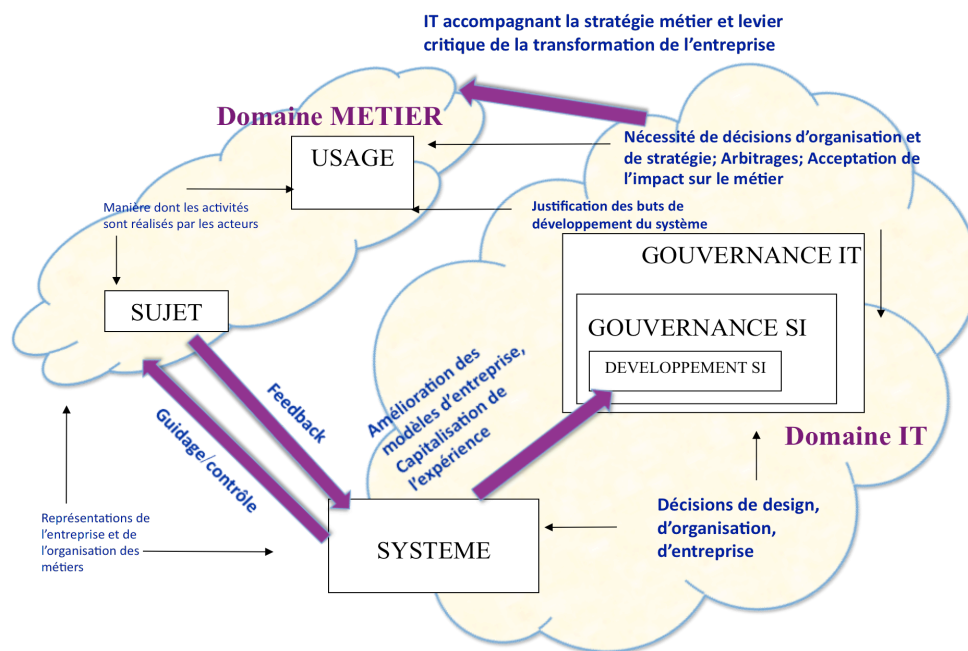 IT accompagnant la stratégie métier et levier
critique de la transformation de l'entreprise
Domaine METIER
USAGE
Nécessité de décisions d'organisation et
de stratégie; Arbitrages; Acceptation de
l'impact sur le métier
Manière dont les activités
sont réalisés par les acteurs
Justification des buts de
développement du système
GOUVERNANCE IT
SUJET
GOUVERNANCE SI
DEVELOPPEMENT SI
Feedback
Guidage/contrôle
Amélioration des
modèles d'entreprise,
Capitalisation de
l'expérience
Domaine IT
Représentations de
l'entreprise et de
l'organisation des
métiers
SYSTEME
Décisions de design,
d'organisation,
d'entreprise